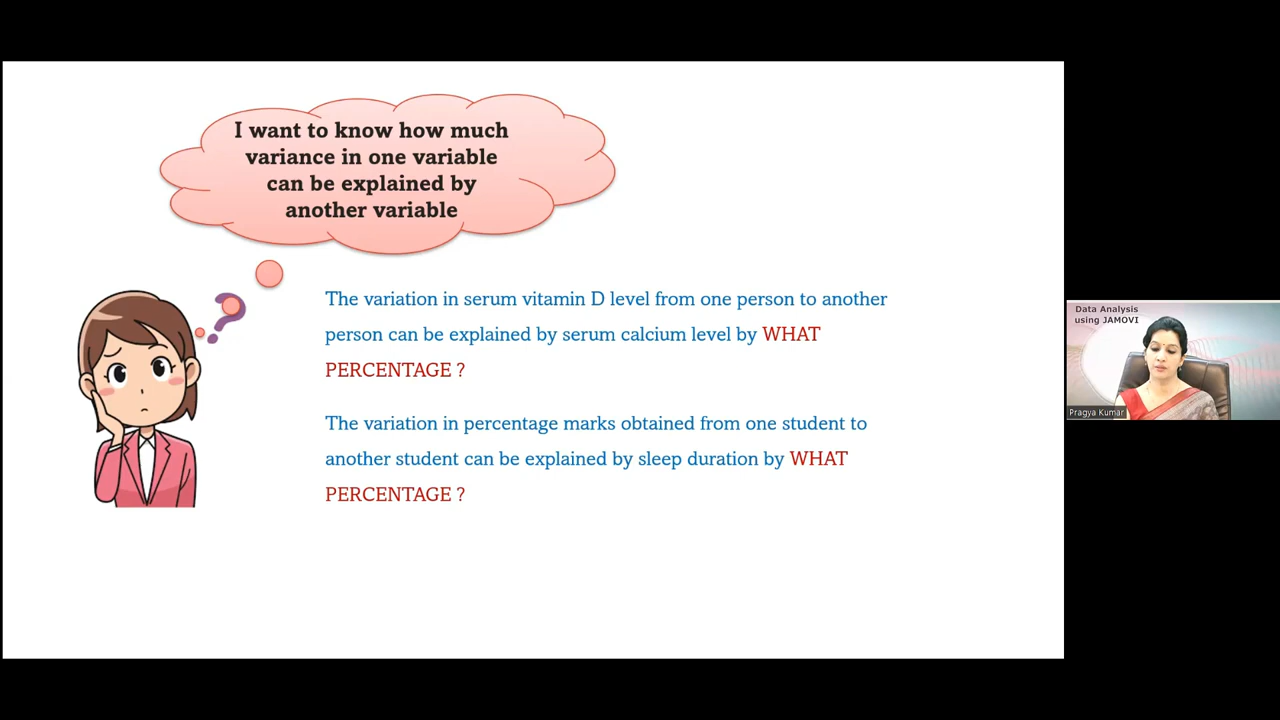 I want to know how much
variance in one variable
can be explained by
another variable
The variation in serum vitamin D level from one person to another
person can be explained by serum calcium level by WHAT
PERCENTAGE ?
The variation in percentage marks obtained from one student to
another student can be explained by sleep duration by WHAT
PERCENTAGE ?
Data Analysis
using JAMOVI
Pragya Kumar